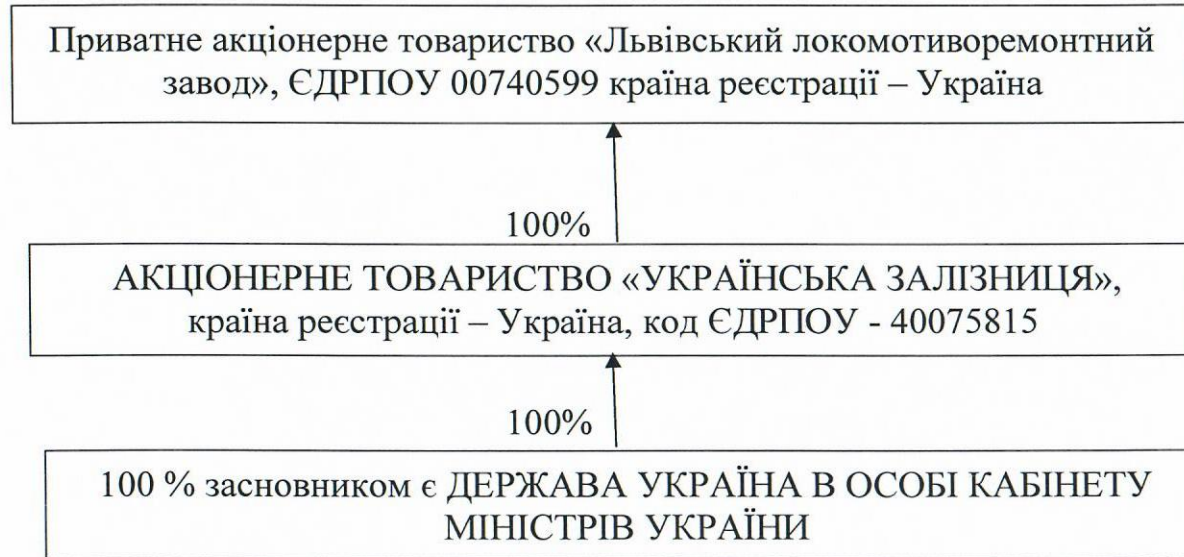 Приватне акціонерне товариство «Львівський локомотиворемонтний
завод», ЄДРПОУ 00740599 країна реєстрації – Україна
100%
АКЦІОНЕРНЕ ТОВАРИСТВО «УКРАЇНСЬКА ЗАЛІЗНИЦЯ»,
країна реєстрації – Україна, код ЄДРПОУ - 40075815
100%
100 % засновником є ДЕРЖАВА УКРАЇНА В ОСОБІ КАБІНЕТУ
МІНІСТРІВ УКРАЇНИ